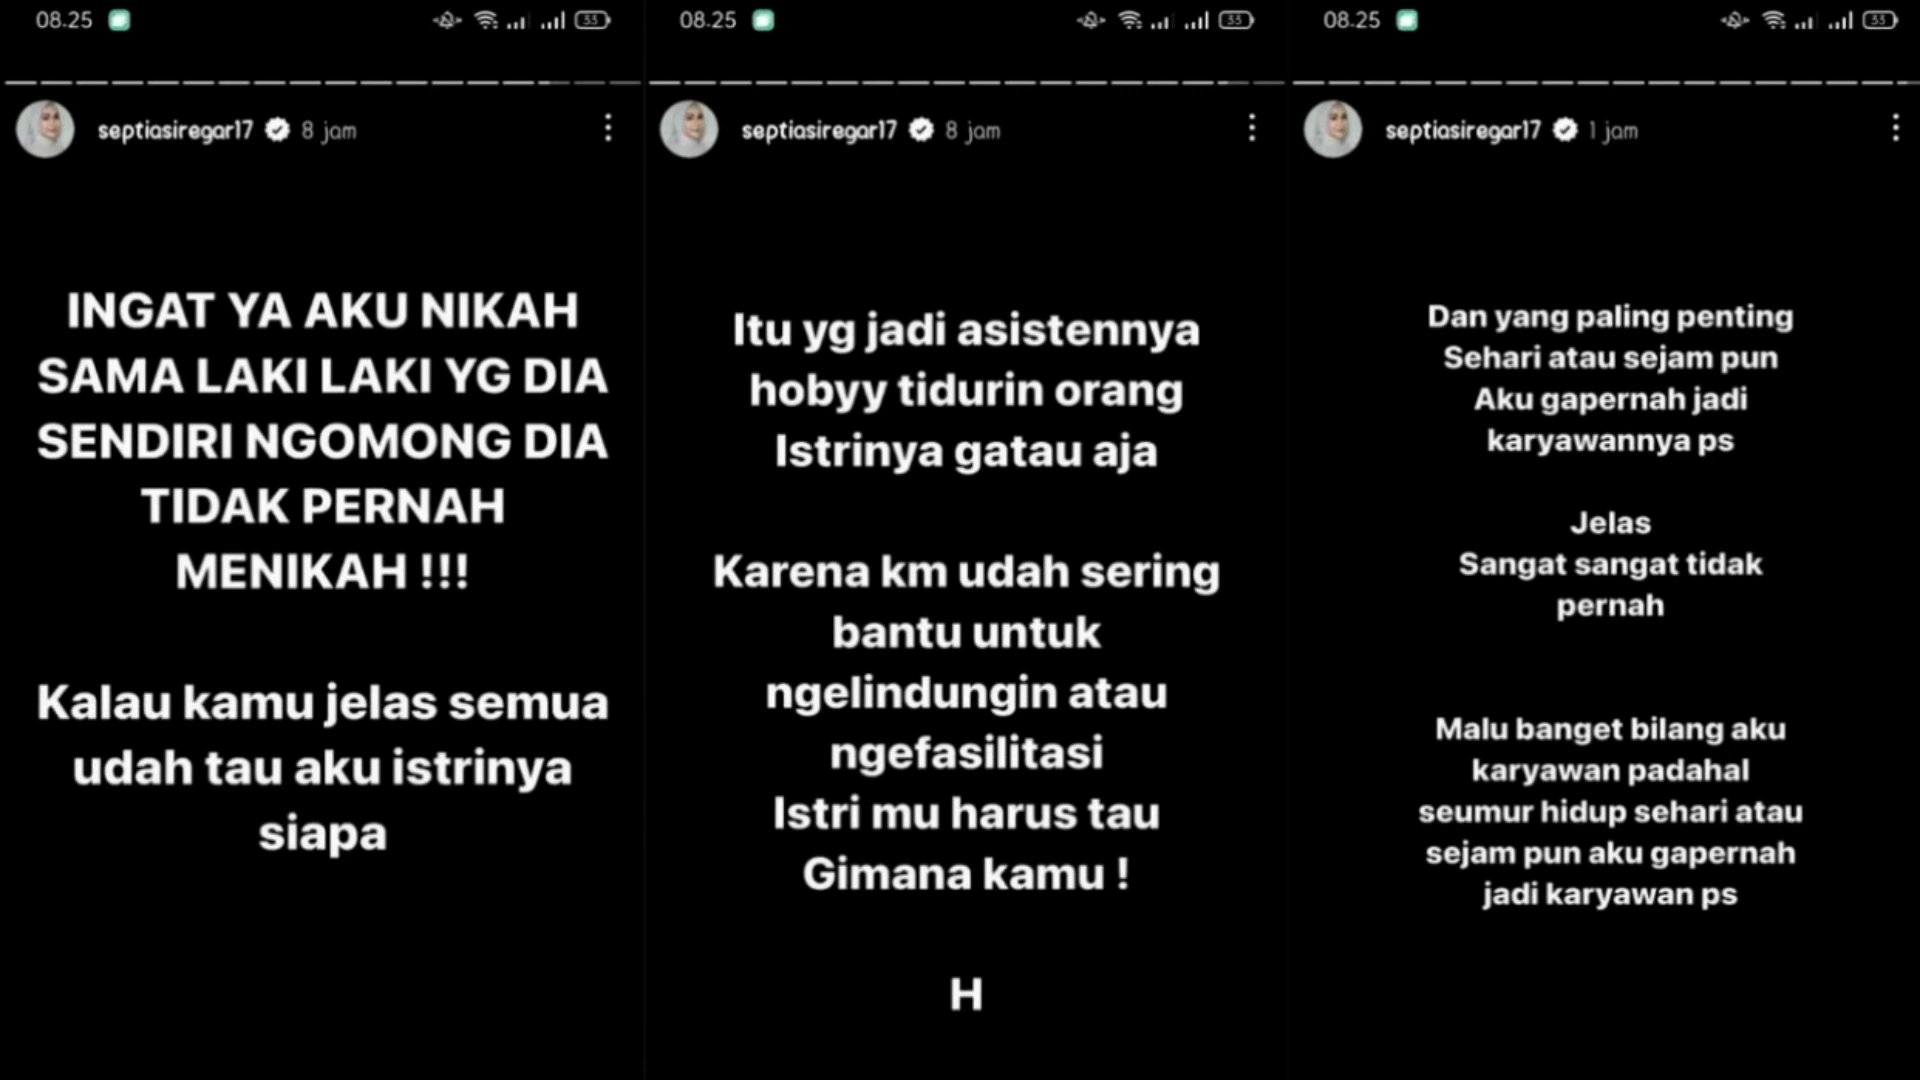 08.25
33
septiasiregar17 8 jam
INGAT YA AKU NIKAH
SAMA LAKI LAKI YG DIA
SENDIRI NGOMONG DIA
TIDAK PERNAH
MENIKAH !!!
Kalau kamu jelas semua
udah tau aku istrinya
siapa
08.25
33
septiasiregar17 8 jam
Itu yg jadi asistennya
hobyy tidurin orang
Istrinya gatau aja
Karena km udah sering
bantu untuk
ngelindungin atau
ngefasilitasi
Istri mu harus tau
Gimana kamu !
H
08.25
33
septiasiregar17 1 jam
Dan yang paling penting
Sehari atau sejam pun
Aku gapernah jadi
karyawannya ps
Jelas
Sangat sangat tidak
pernah
Malu banget bilang aku
karyawan padahal
seumur hidup sehari atau
sejam pun aku gapernah
jadi karyawan ps